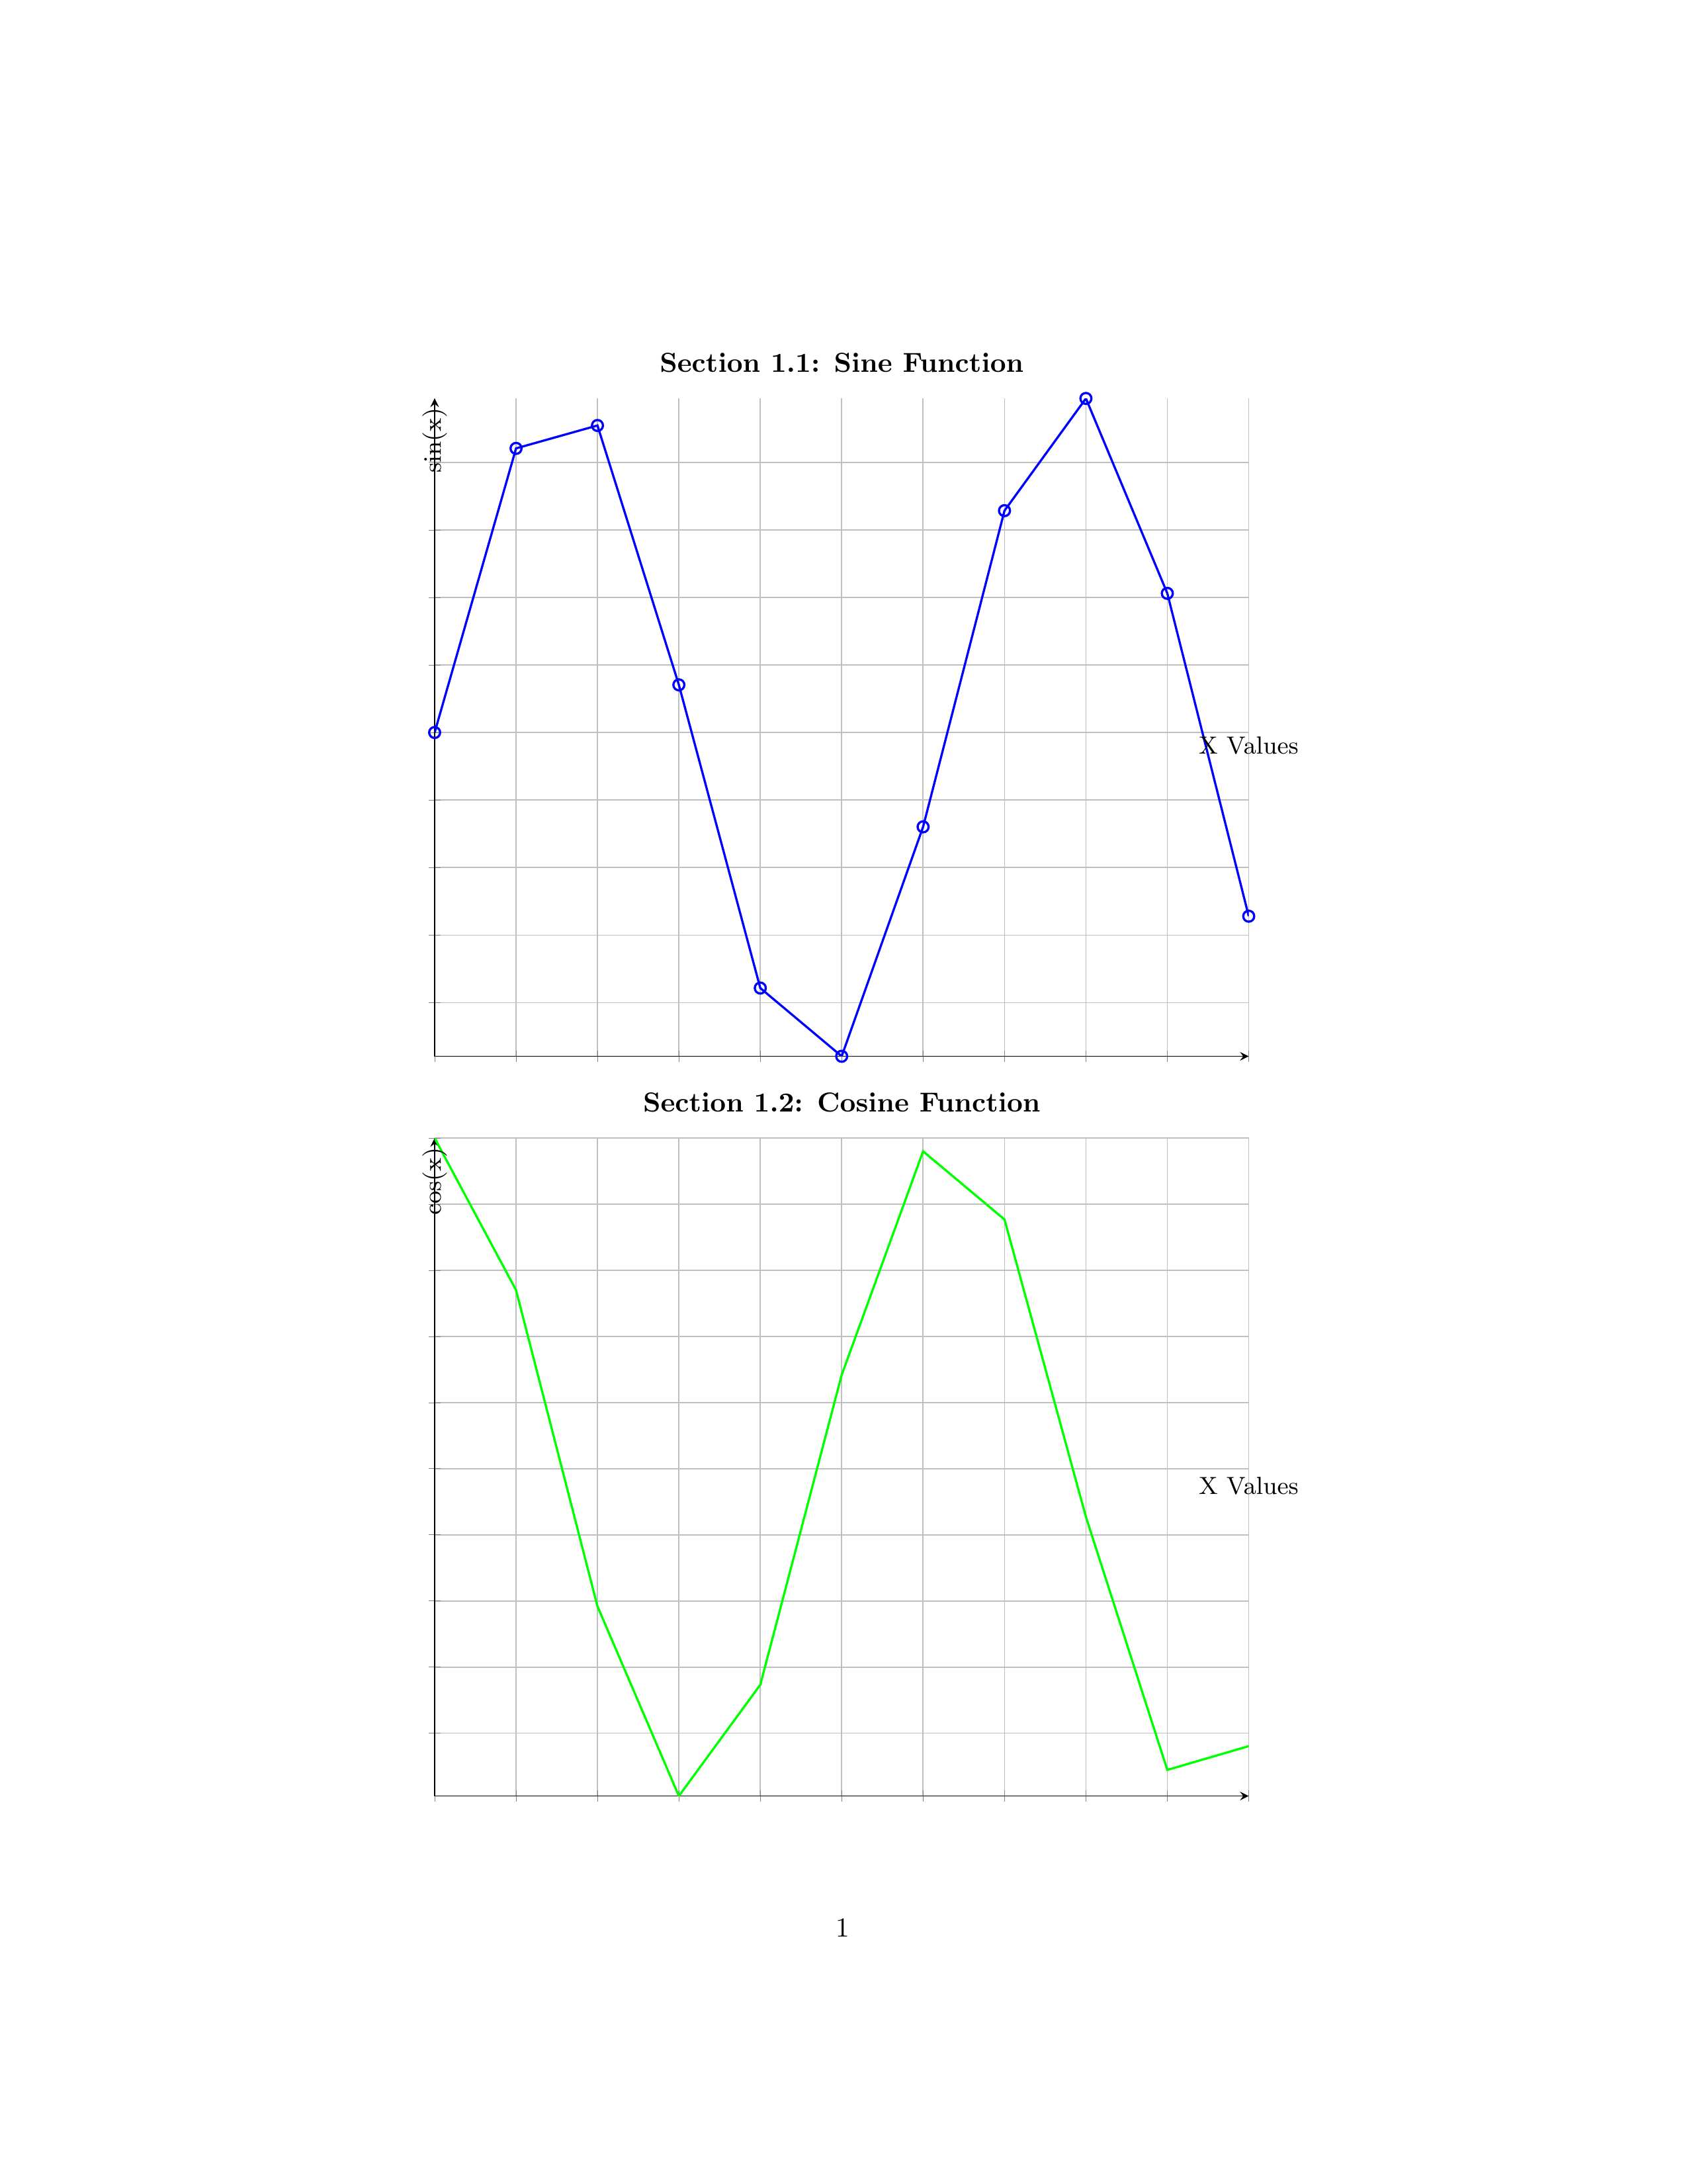 Section 1.1: Sine Function
sin(x)
X Values
Section 1.2: Cosine Function
cos(x)
X Values
1